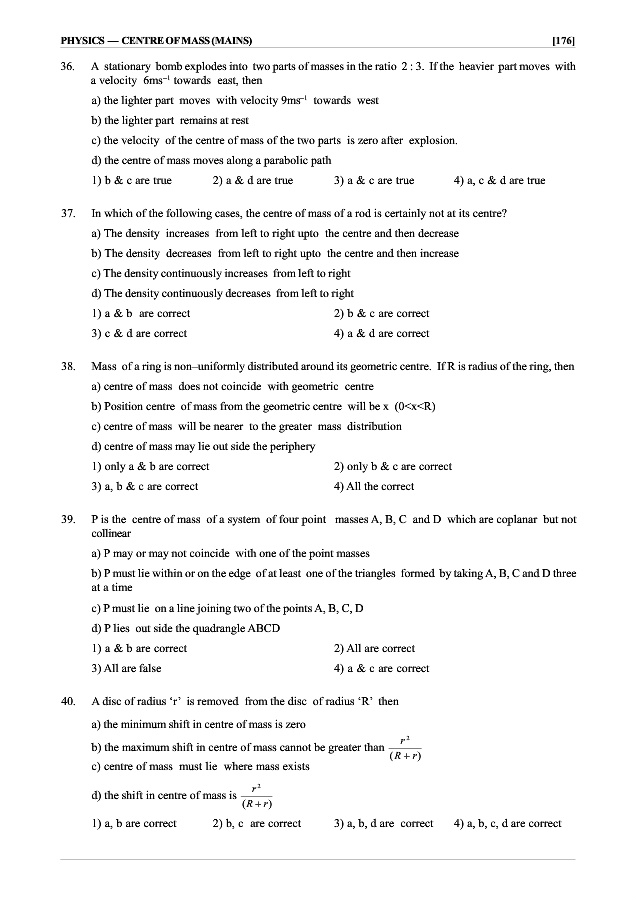 PHYSICS — CENTRE OF MASS (MAINS) [176]
36. A stationary bomb explodes into two parts of masses in the ratio 2 : 3. If the heavier part moves with
a velocity 6ms⁻¹ towards east, then
a) the lighter part moves with velocity 9ms⁻¹ towards west
b) the lighter part remains at rest
c) the velocity of the centre of mass of the two parts is zero after explosion.
d) the centre of mass moves along a parabolic path
1) b & c are true 2) a & d are true 3) a & c are true 4) a, c & d are true
37. In which of the following cases, the centre of mass of a rod is certainly not at its centre?
a) The density increases from left to right upto the centre and then decrease
b) The density decreases from left to right upto the centre and then increase
c) The density continuously increases from left to right
d) The density continuously decreases from left to right
1) a & b are correct 2) b & c are correct
3) c & d are correct 4) a & d are correct
38. Mass of a ring is non–uniformly distributed around its geometric centre. If R is radius of the ring, then
a) centre of mass does not coincide with geometric centre
b) Position centre of mass from the geometric centre will be x (0<x<R)
c) centre of mass will be nearer to the greater mass distribution
d) centre of mass may lie out side the periphery
1) only a & b are correct 2) only b & c are correct
3) a, b & c are correct 4) All the correct
39. P is the centre of mass of a system of four point masses A, B, C and D which are coplanar but not
collinear
a) P may or may not coincide with one of the point masses
b) P must lie within or on the edge of at least one of the triangles formed by taking A, B, C and D three
at a time
c) P must lie on a line joining two of the points A, B, C, D
d) P lies out side the quadrangle ABCD
1) a & b are correct 2) All are correct
3) All are false 4) a & c are correct
40. A disc of radius ‘r’ is removed from the disc of radius ‘R’ then
a) the minimum shift in centre of mass is zero
b) the maximum shift in centre of mass cannot be greater than r²/(R + r)
c) centre of mass must lie where mass exists
d) the shift in centre of mass is r²/(R + r)
1) a, b are correct 2) b, c are correct 3) a, b, d are correct 4) a, b, c, d are correct